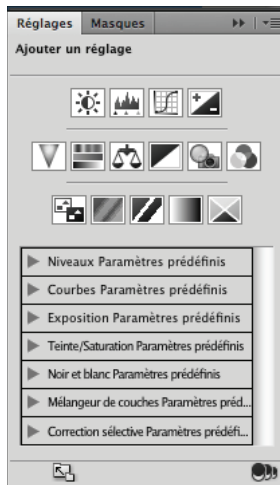 Réglages Masques
Ajouter un réglage
Niveaux Paramètres prédéfinis
Courbes Paramètres prédéfinis
Exposition Paramètres prédéfinis
Teinte/Saturation Paramètres prédéfinis
Noir et blanc Paramètres prédéfinis
Mélangeur de couches Paramètres préd...
Correction sélective Paramètres prédéfi...